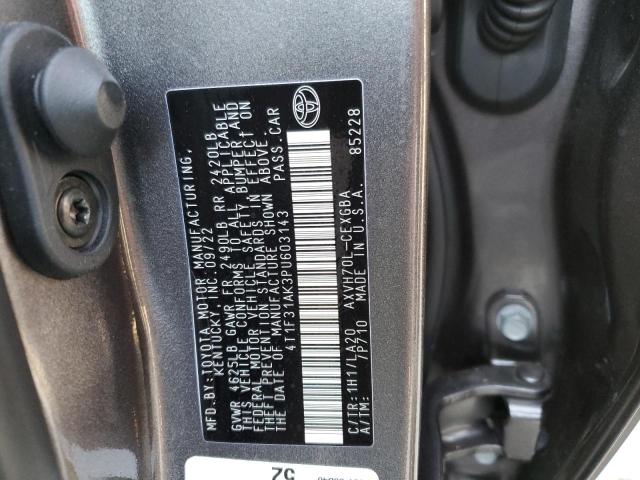 MFD.BY:TOYOTA MOTOR MANUFACTURING,
KENTUCKY, INC. 09/22
GVWR 4625LB GAWR FR 2490LB RR 2420LB
THIS VEHICLE CONFORMS TO ALL APPLICABLE
FEDERAL MOTOR VEHICLE SAFETY, BUMPER, AND
THEFT PREVENTION STANDARDS IN EFFECT ON
THE DATE OF MANUFACTURE SHOWN ABOVE.
4T1F31AK3PU603143 PASS.CAR
C/TR:1H1/LA20 AXVH70L-CEXGBA
A/TM: /P710 MADE IN U.S.A. 85228
52